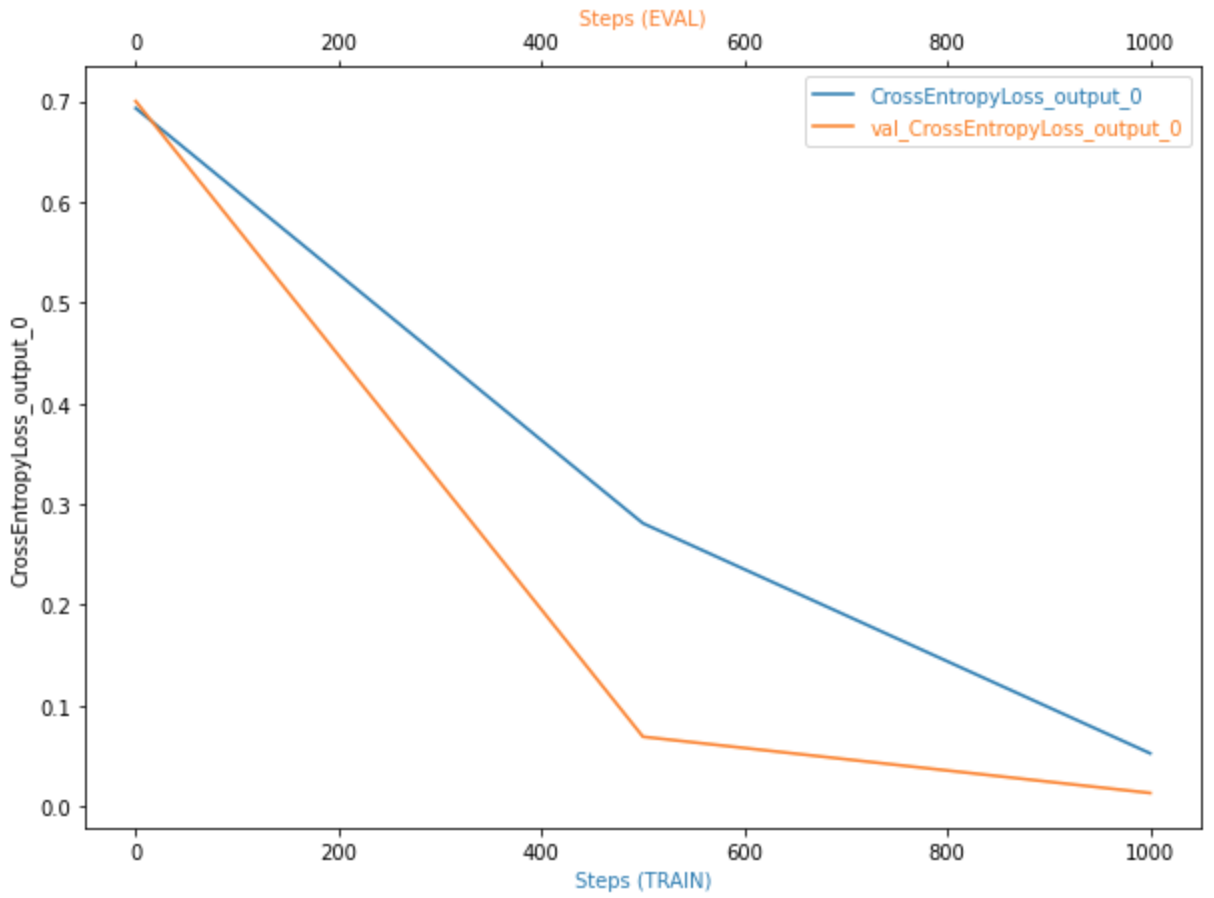 Steps (EVAL)
0 200 400 600 800 1000
CrossEntropyLoss_output_0
val_CrossEntropyLoss_output_0
0.7
0.6
0.5
0.4
0.3
0.2
0.1
0.0
CrossEntropyLoss_output_0
0 200 400 600 800 1000
Steps (TRAIN)